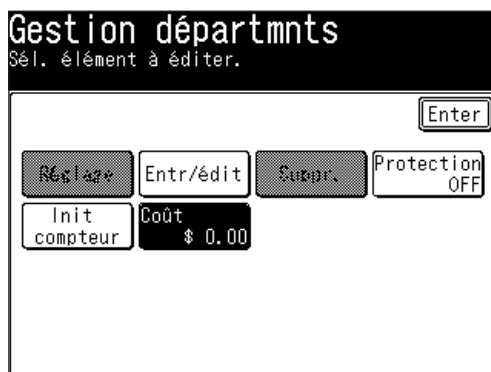 Gestion départmnts
Sél. élément à éditer.
Enter
Réglage Entr/édit Suppr. Protection
OFF
Init Coût
compteur $ 0.00